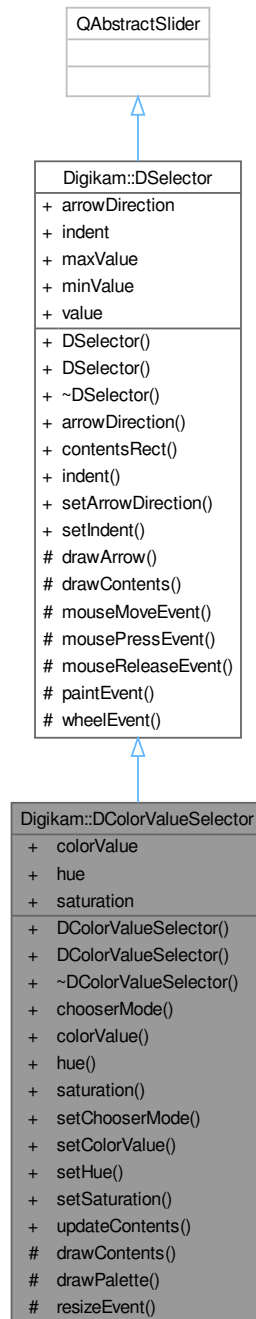 QAbstractSlider
Digikam::DSelector
+ arrowDirection
+ indent
+ maxValue
+ minValue
+ value
+ DSelector()
+ DSelector()
+ ~DSelector()
+ arrowDirection()
+ contentsRect()
+ indent()
+ setArrowDirection()
+ setIndent()
# drawArrow()
# drawContents()
# mouseMoveEvent()
# mousePressEvent()
# mouseReleaseEvent()
# paintEvent()
# wheelEvent()
Digikam::DColorValueSelector
+ colorValue
+ hue
+ saturation
+ DColorValueSelector()
+ DColorValueSelector()
+ ~DColorValueSelector()
+ chooserMode()
+ colorValue()
+ hue()
+ saturation()
+ setChooserMode()
+ setColorValue()
+ setHue()
+ setSaturation()
+ updateContents()
# drawContents()
# drawPalette()
# resizeEvent()